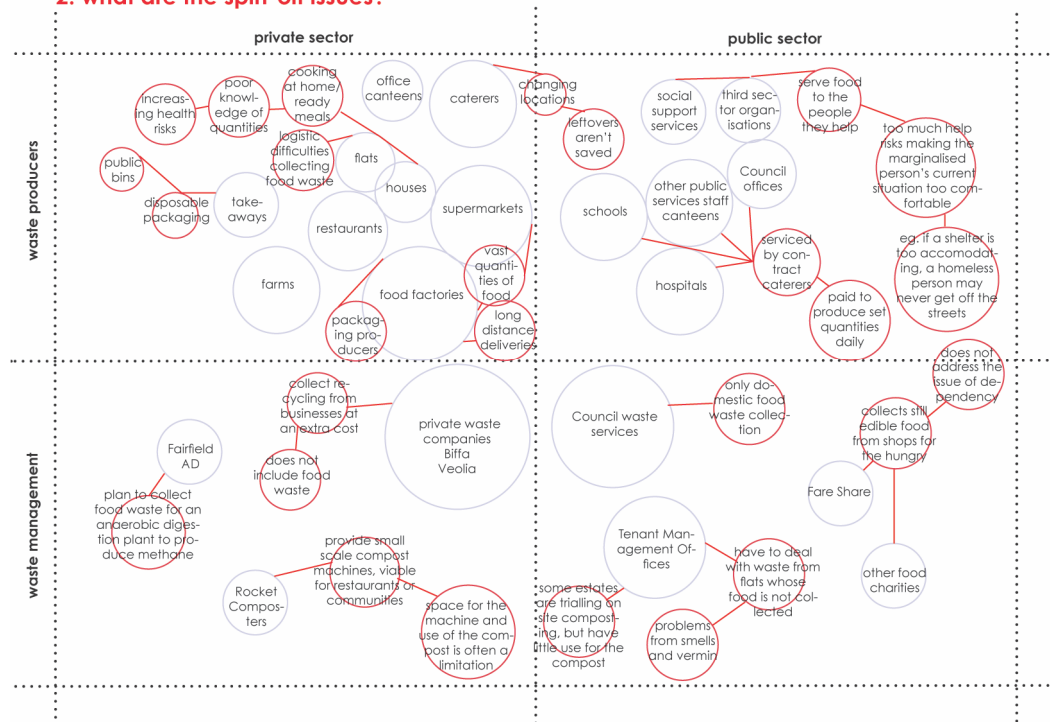 2. what are the spin-off issues?
private sector
public sector
waste producers
increas-
ing health
risks
poor
knowl-
edge of
quantities
cooking
at home/
ready
meals
office
canteens
caterers
changing
locations
leftovers
aren't
saved
logistic
difficulties
collecting
food waste
flats
houses
public
bins
disposable
packaging
take-
aways
restaurants
supermarkets
farms
food factories
vast
quanti-
ties of
food
packag-
ing pro-
ducers
long
distance
deliveries
social
support
services
third sec-
tor organ-
isations
serve food
to the
people
they help
too much help
risks making the
marginalised
person's current
situation too com-
fortable
Council
offices
other public
services staff
canteens
schools
hospitals
serviced
by con-
tract
caterers
eg: if a shelter is
too accomodat-
ing, a homeless
person may
never get off the
streets
paid to
produce set
quantities
daily
waste management
collect re-
cycling from
businesses at
an extra cost
private waste
companies
Biffa
Veolia
Fairfield
AD
does not
include food
waste
plan to collect
food waste for an
anaerobic diges-
tion plant to pro-
duce methane
provide small
scale compost
machines, viable
for restaurants or
communities
Rocket
Compos-
ters
space for the
machine and
use of the com-
post is often a
limitation
Council waste
services
only do-
mestic food
waste collec-
tion
does not
address the
issue of de-
pendency
collects still
edible food
from shops for
the hungry
Fare Share
Tenant Man-
agement Of-
fices
have to deal
with waste from
flats whose
food is not col-
lected
other food
charities
some estates
are trialling on
site compost-
ing, but have
little use for the
compost
problems
from smells
and vermin